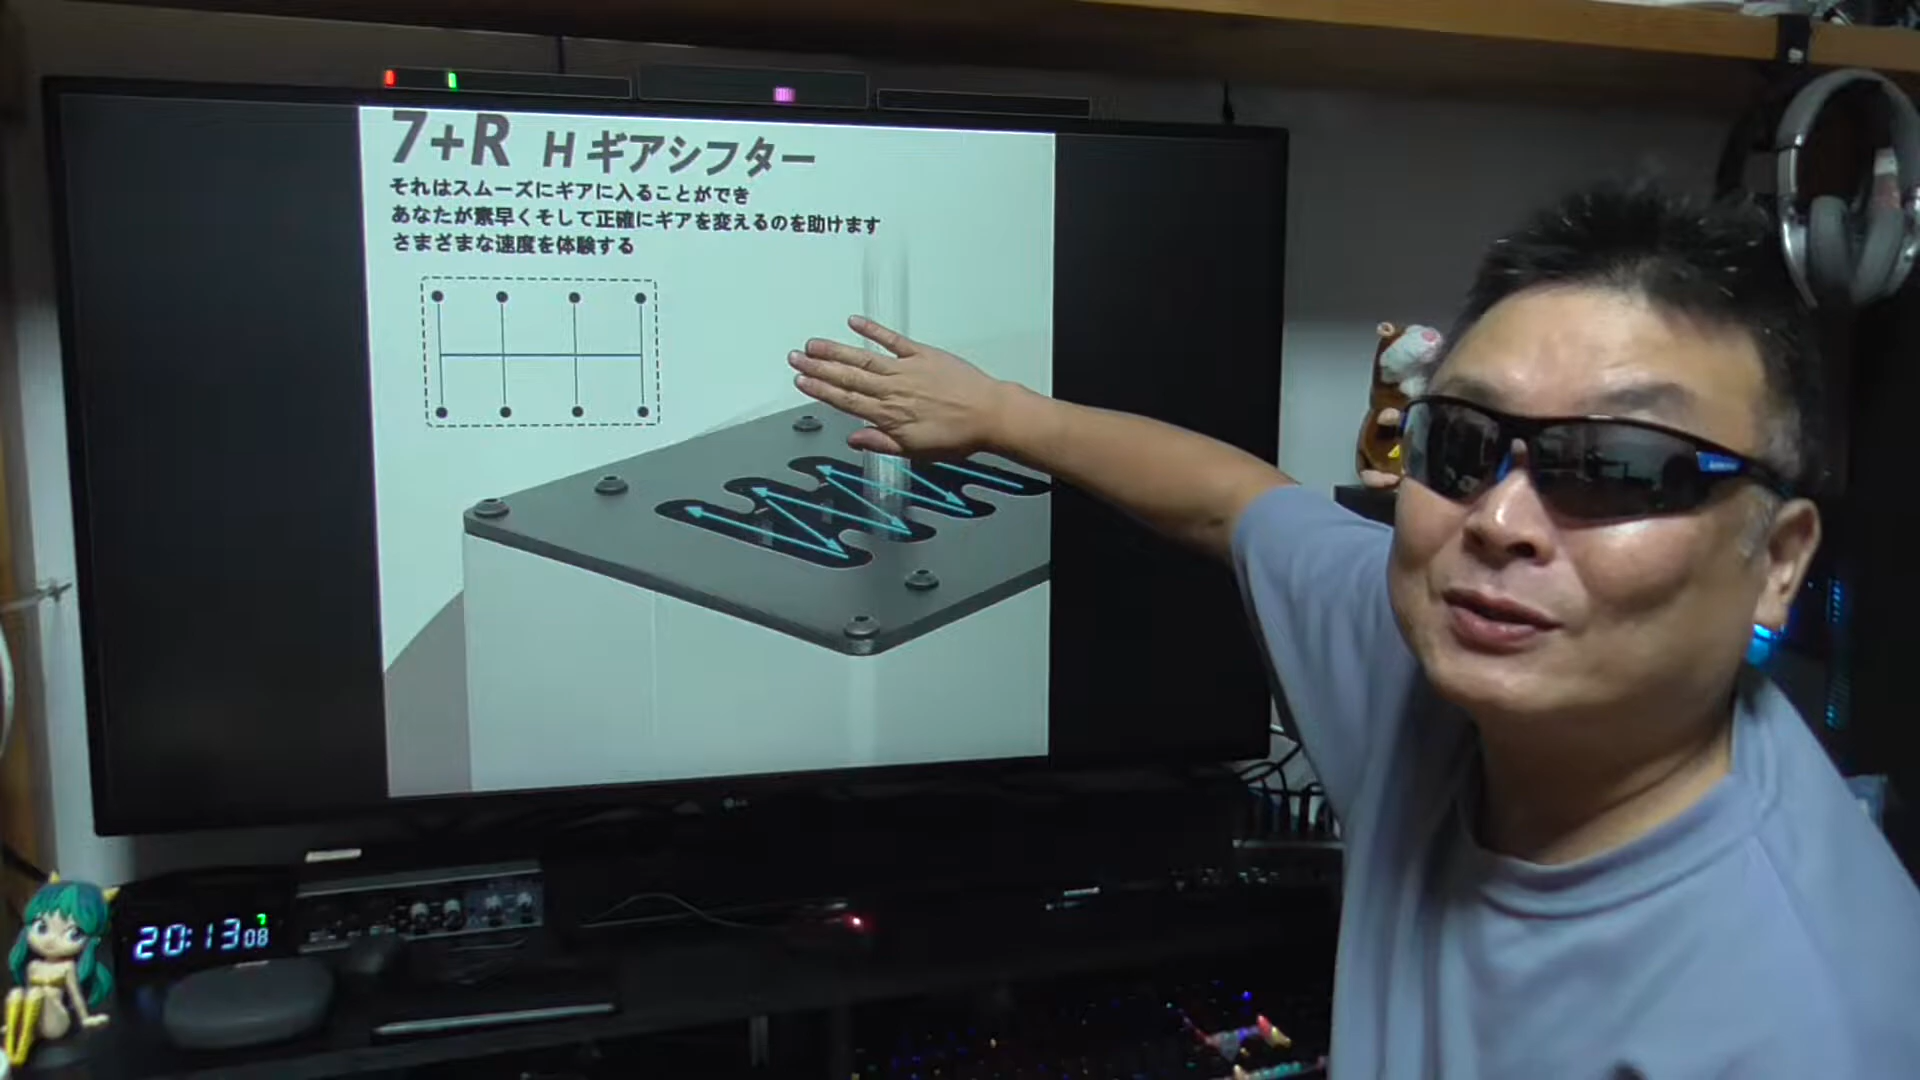 7+R H ギアシフター
それはスムーズにギアに入ることができ
あなたが素早くそして正確にギアを変えるのを助けます
さまざまな速度を体験する
LG
7
20:13 08